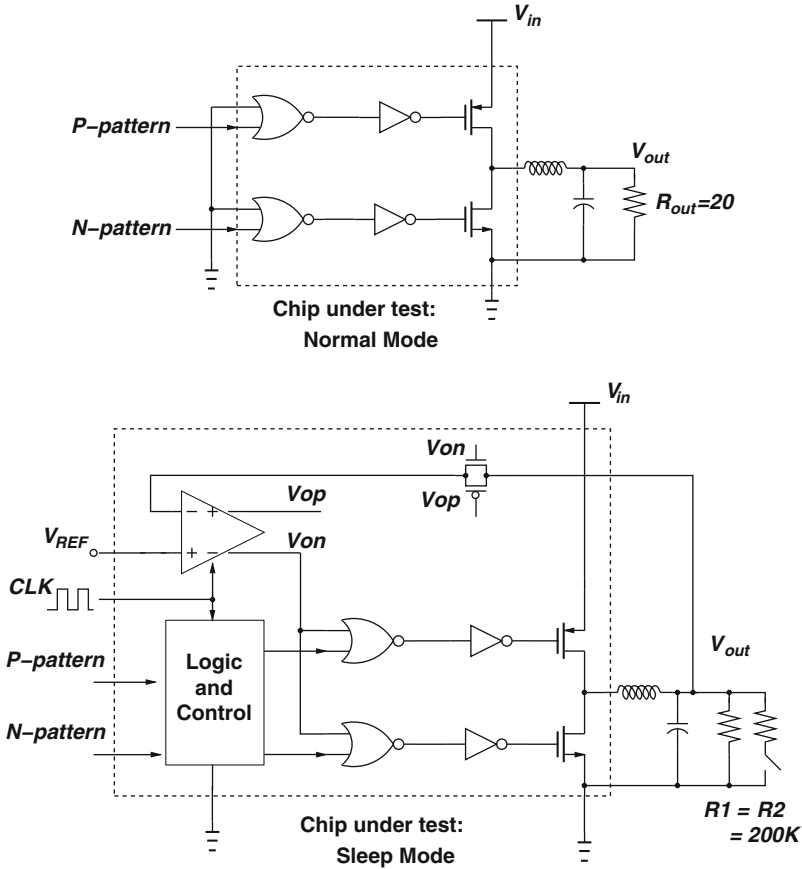 V_in
P–pattern
V_out
N–pattern
R_out=20
Chip under test:
Normal Mode
V_in
Von
Vop
– + Vop
V_REF + – Von
CLK
V_out
P–pattern
Logic
and
Control
N–pattern
R1 = R2
= 200K
Chip under test:
Sleep Mode